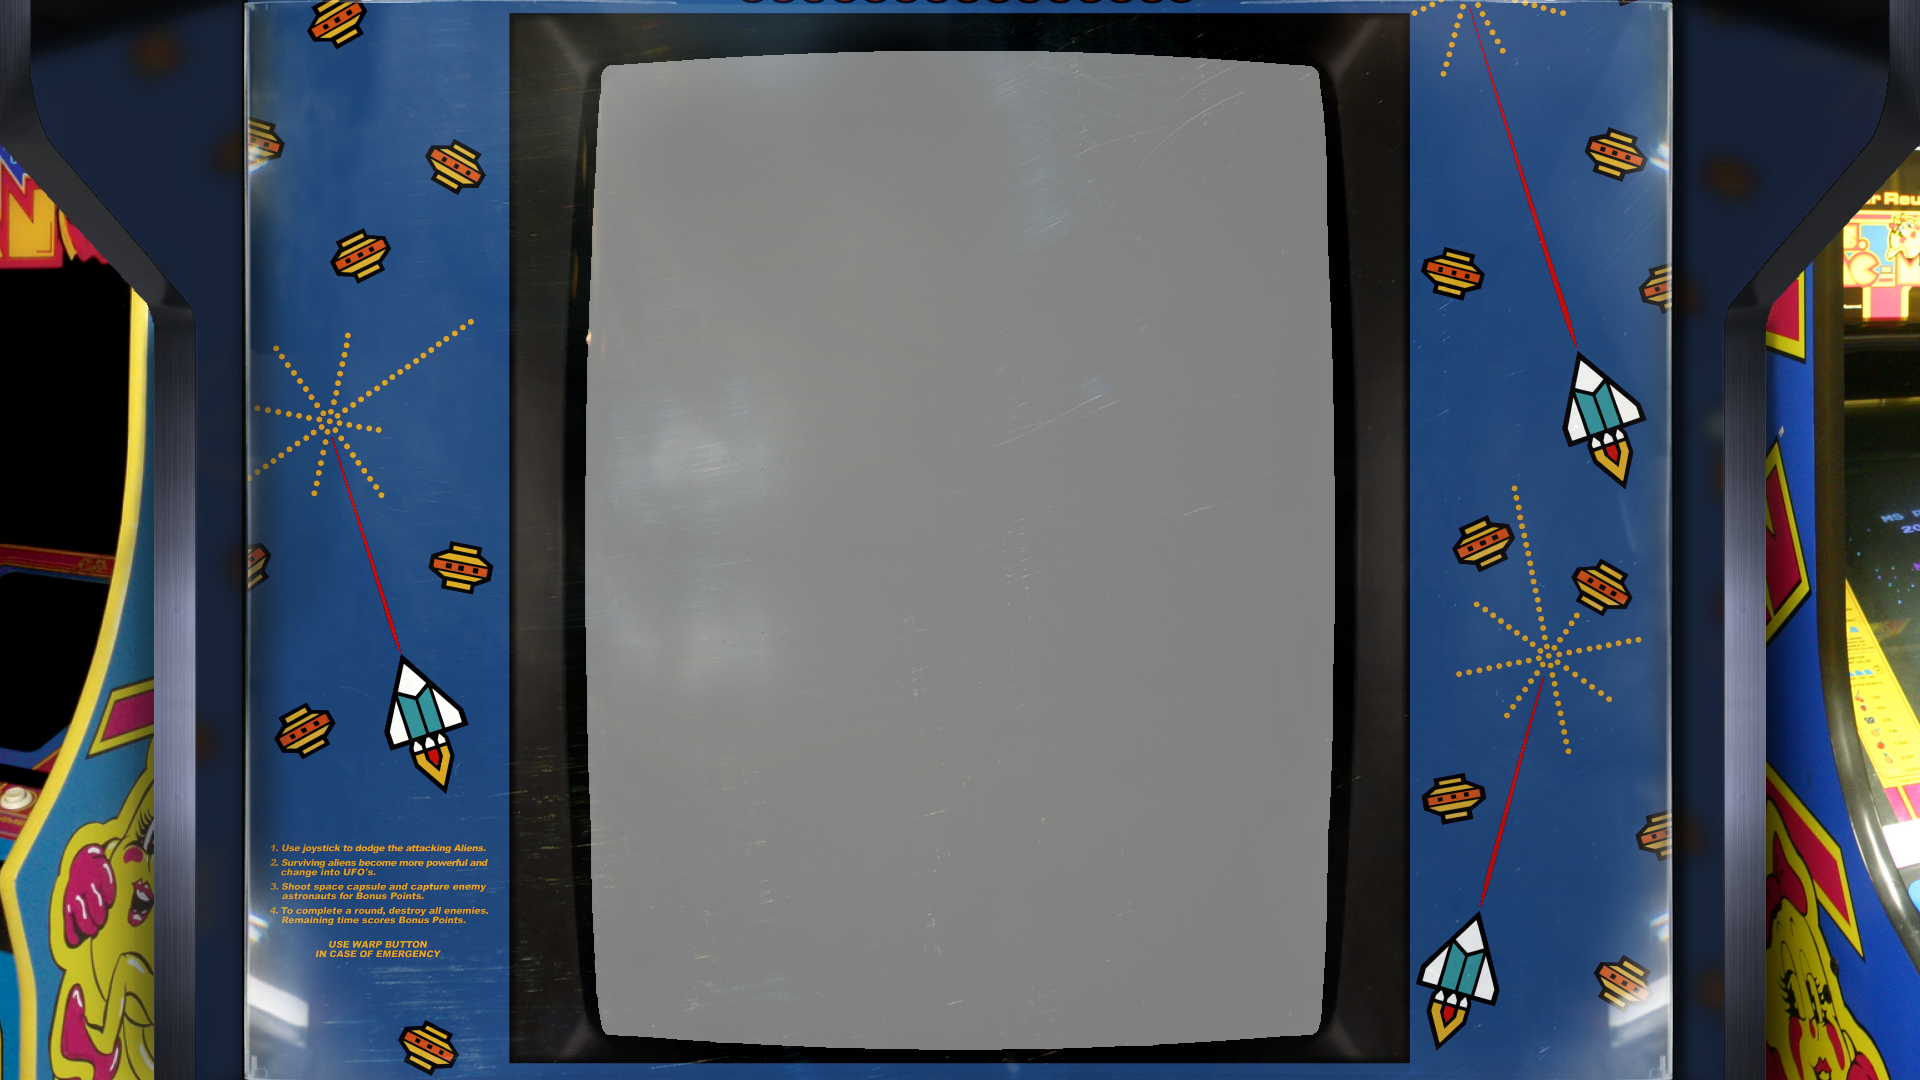 1. Use joystick to dodge the attacking Aliens.
2. Surviving aliens become more powerful and
change into UFO's.
3. Shoot space capsule and capture enemy
astronauts for Bonus Points.
4. To complete a round, destroy all enemies.
Remaining time scores Bonus Points.
USE WARP BUTTON
IN CASE OF EMERGENCY
MS
20